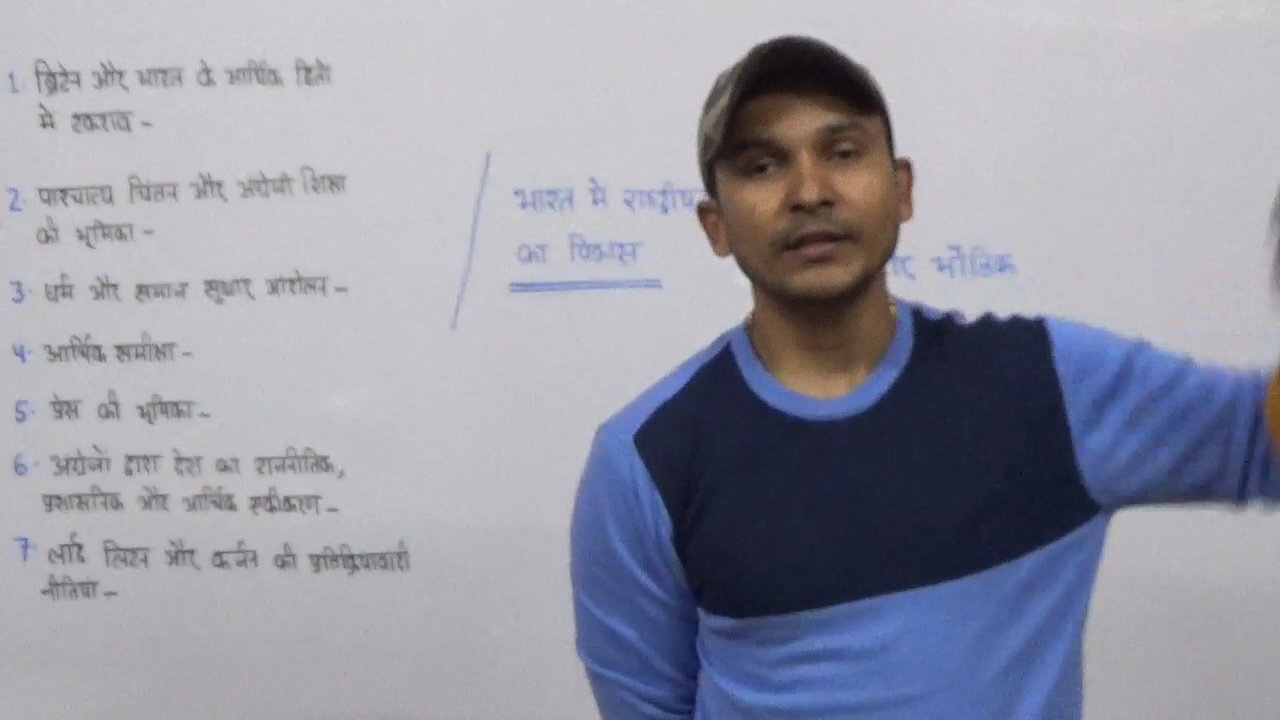 1. ब्रिटेन और भारत के आर्थिक हितो
मे टकराव -
2. पाश्चात्य चिंतन और अंग्रेजी शिक्षा
की भूमिका -
3. धर्म और समाज सुधार आंदोलन -
4. आर्थिक समीक्षा -
5. प्रेस की भूमिका -
6. अंग्रेजो द्वारा देश का राजनीतिक,
प्रशासनिक और आर्थिक एकीकरण -
7. लार्ड लिटन और कर्जन की प्रतिक्रियावादी
नीतिया -
भारत मे
का विकास
भौतिक